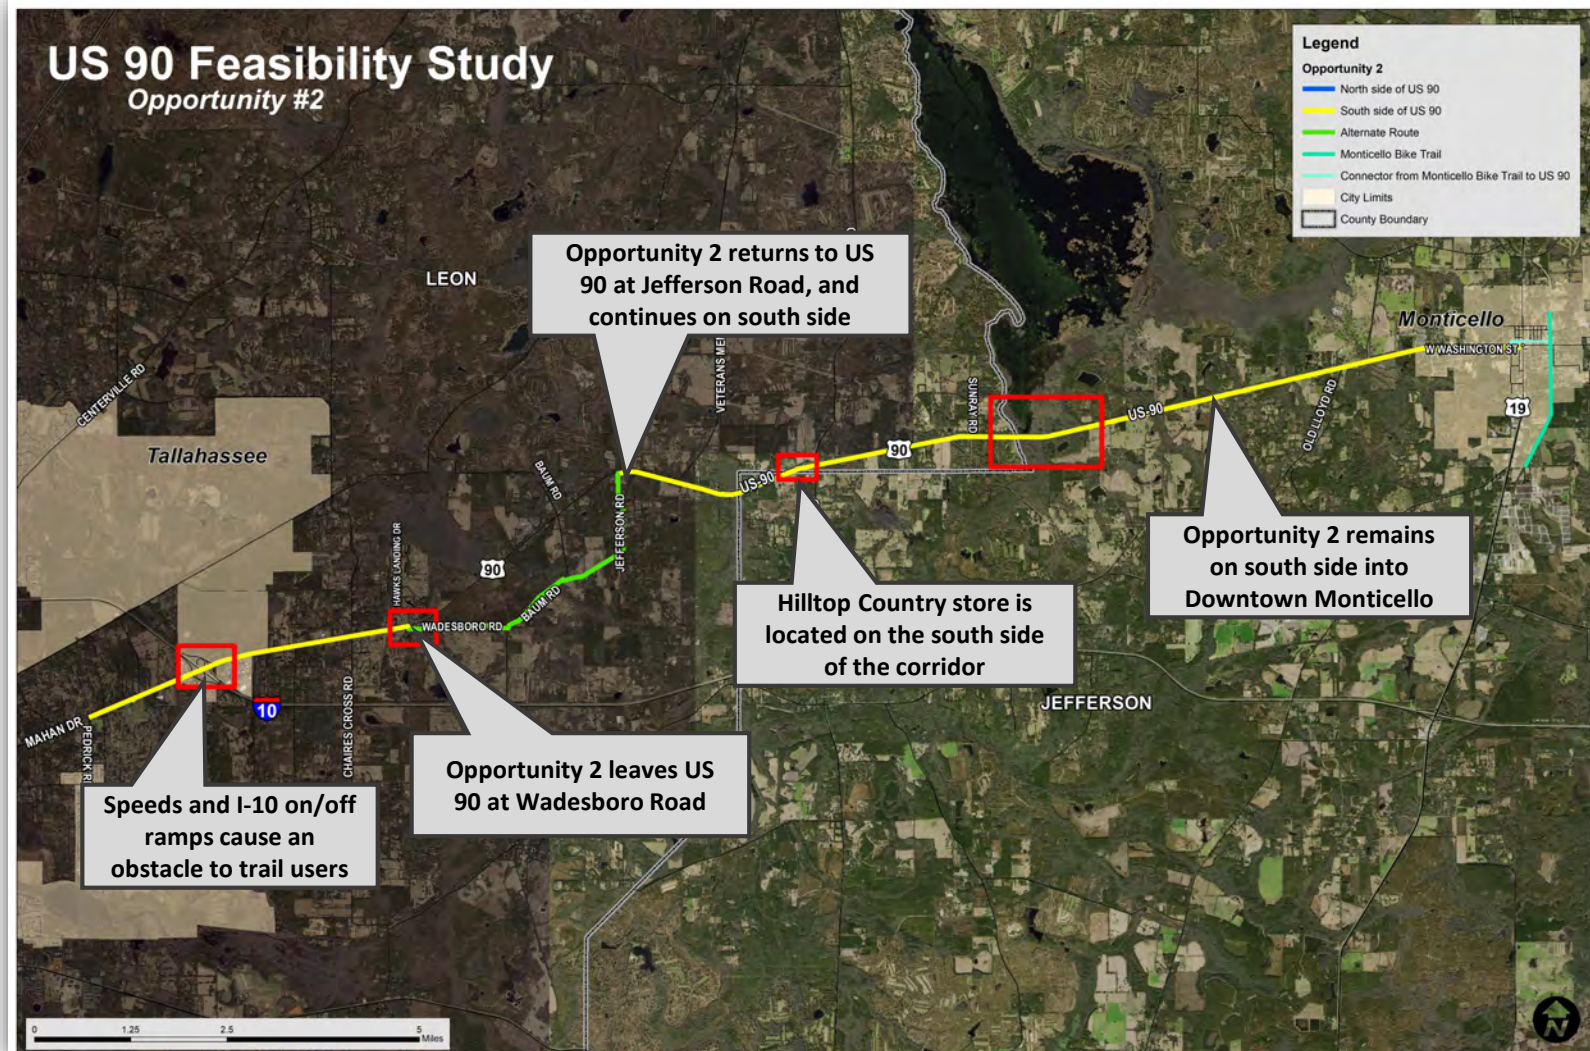 US 90 Feasibility Study
Opportunity #2
Legend
Opportunity 2
North side of US 90
South side of US 90
Alternate Route
Monticello Bike Trail
Connector from Monticello Bike Trail to US 90
City Limits
County Boundary
LEON
Opportunity 2 returns to US
90 at Jefferson Road, and
continues on south side
CENTERVILLE RD
Tallahassee
VETERANS
SUNRAY RD
Monticello
W WASHINGTON ST
US-90
OLD LLOYD RD
19
90
US-90
BAUM RD
JEFFERSON RD
HAWKS LANDING DR
90
BAUM RD
WADESBORO RD
Opportunity 2 remains
on south side into
Downtown Monticello
Hilltop Country store is
located on the south side
of the corridor
JEFFERSON
10
CHAIRES CROSS RD
MAHAN DR
PEDRICK
Opportunity 2 leaves US
90 at Wadesboro Road
Speeds and I-10 on/off
ramps cause an
obstacle to trail users
0 1.25 2.5 5
Miles
N